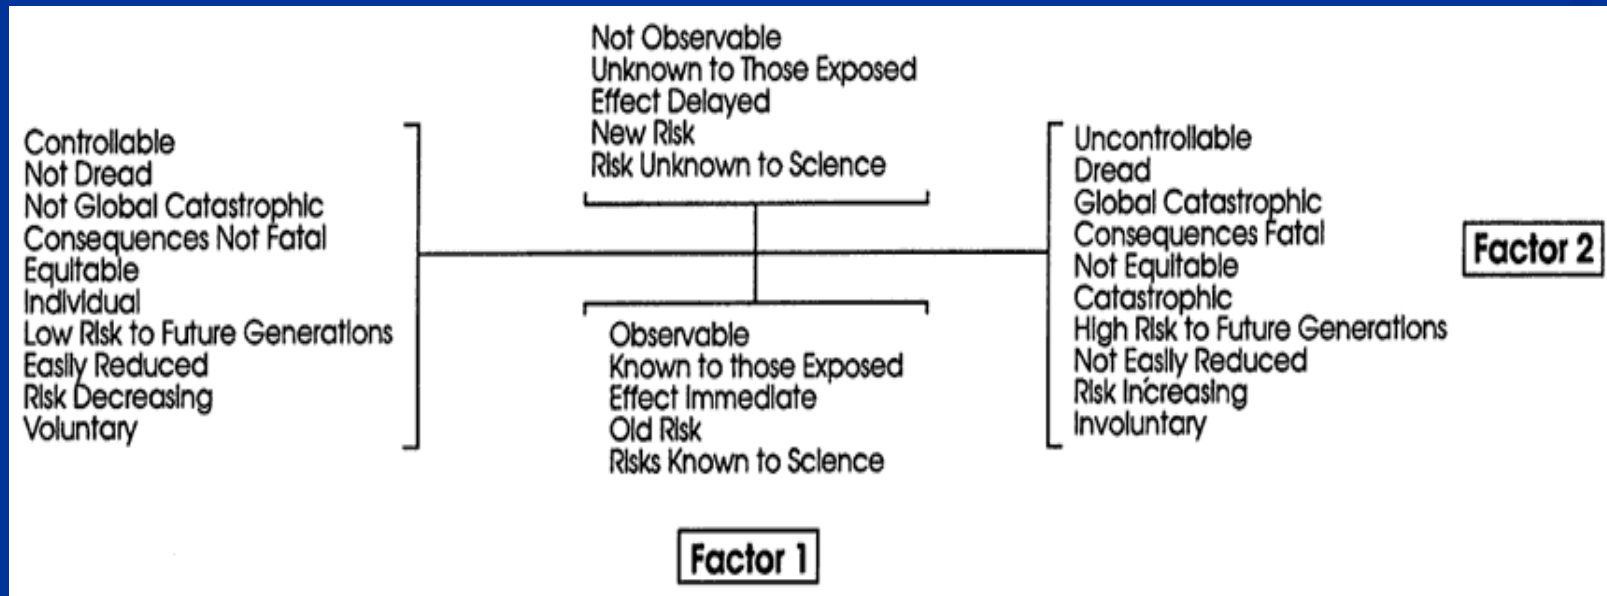 Not Observable
Unknown to Those Exposed
Effect Delayed
New Risk
Risk Unknown to Science
Controllable
Not Dread
Not Global Catastrophic
Consequences Not Fatal
Equitable
Individual
Low Risk to Future Generations
Easily Reduced
Risk Decreasing
Voluntary
Uncontrollable
Dread
Global Catastrophic
Consequences Fatal
Not Equitable
Catastrophic
High Risk to Future Generations
Not Easily Reduced
Risk Increasing
Involuntary
Factor 2
Observable
Known to those Exposed
Effect Immediate
Old Risk
Risks Known to Science
Factor 1